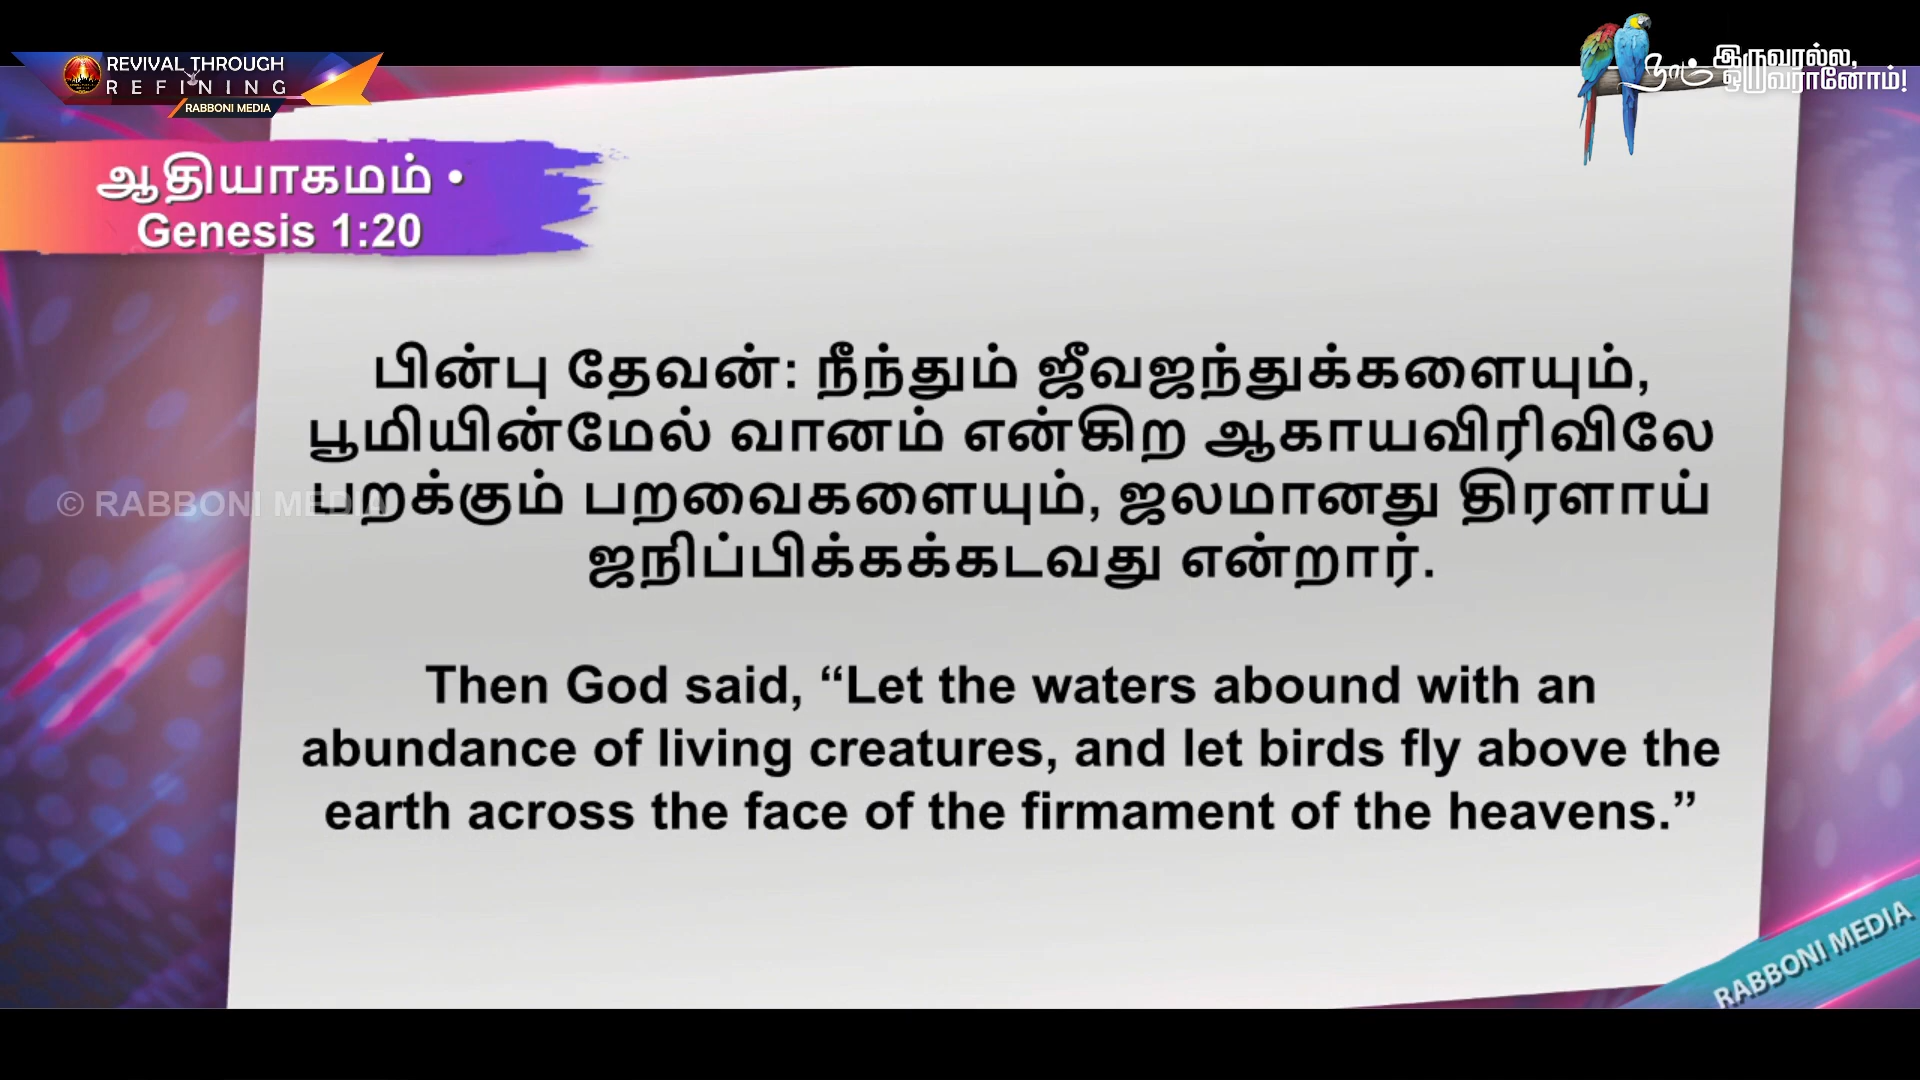 REVIVAL THROUGH
REFINING
RABBONI MEDIA
நாம் இருவரல்ல,
ஒருவரானோம்!
ஆதியாகமம் •
Genesis 1:20
பின்பு தேவன்: நீந்தும் ஜீவஜந்துக்களையும்,
பூமியின்மேல் வானம் என்கிற ஆகாயவிரிவிலே
பறக்கும் பறவைகளையும், ஜலமானது திரளாய்
ஜநிப்பிக்கக்கடவது என்றார்.
© RABBONI MEDIA
Then God said, “Let the waters abound with an
abundance of living creatures, and let birds fly above the
earth across the face of the firmament of the heavens.”
RABBONI MEDIA